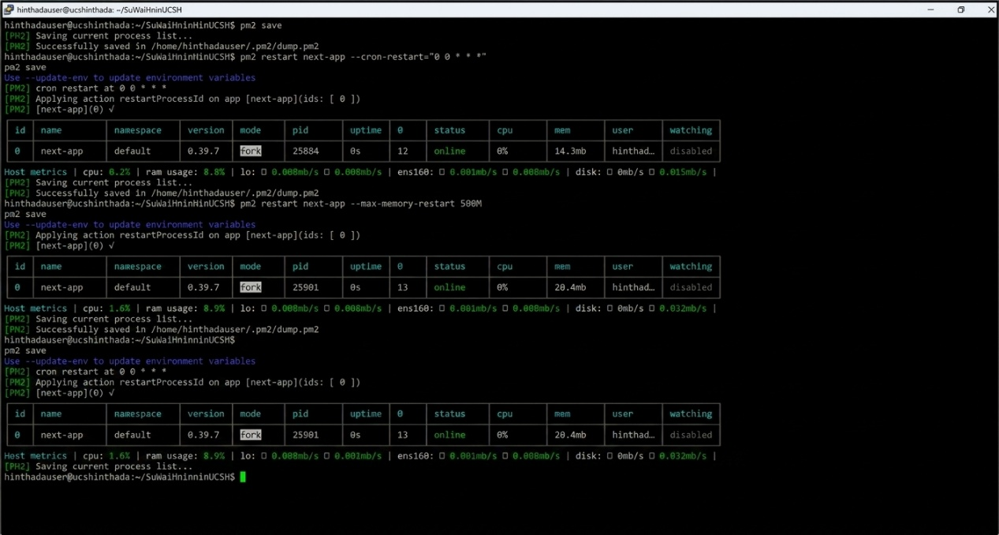 hinthadauser@ucshinthada: ~/SuWaiHninUCSH
hinthadauser@ucshinthada:~/SuWaiHninHinUCSH$ pm2 save
[PM2] Saving current process list...
[PM2] Successfully saved in /home/hinthadauser/.pm2/dump.pm2
hinthadauser@ucshinthada:~/SuWaiHninHinUCSH$ pm2 restart next-app --cron-restart="0 0 * * *"
pm2 save
Use --update-env to update environment variables
[PM2] cron restart at 0 0 * * *
[PM2] Applying action restartProcessId on app [next-app](ids: [ 0 ])
[PM2] [next-app](0) √
id name namespace version mode pid uptime 0 status cpu mem user watching
0 next-app default 0.39.7 fork 25884 0s 12 online 0% 14.3mb hinthad… disabled
Host metrics | cpu: 0.2% | ram usage: 8.8% | lo: □ 0.008mb/s □ 0.008mb/s | ens160: □ 0.001mb/s □ 0.008mb/s | disk: □ 0mb/s □ 0.015mb/s |
[PM2] Saving current process list...
[PM2] Successfully saved in /home/hinthadauser/.pm2/dump.pm2
hinthadauser@ucshinthada:~/SuWaiHninHinUCSH$ pm2 restart next-app --max-memory-restart 500M
pm2 save
Use --update-env to update environment variables
[PM2] Applying action restartProcessId on app [next-app](ids: [ 0 ])
[PM2] [next-app](0) √
id name namespace version mode pid uptime 0 status cpu mem user watching
0 next-app default 0.39.7 fork 25901 0s 13 online 0% 20.4mb hinthad… disabled
Host metrics | cpu: 1.6% | ram usage: 8.9% | lo: □ 0.008mb/s □ 0.008mb/s | ens160: □ 0.001mb/s □ 0.008mb/s | disk: □ 0mb/s □ 0.032mb/s |
[PM2] Saving current process list...
[PM2] Successfully saved in /home/hinthadauser/.pm2/dump.pm2
hinthadauser@ucshinthada:~/SuWaiHninninUCSH$
pm2 save
Use --update-env to update environment variables
[PM2] cron restart at 0 0 * * *
[PM2] Applying action restartProcessId on app [next-app](ids: [ 0 ])
[PM2] [next-app](0) √
id name namespace version mode pid uptime 0 status cpu mem user watching
0 next-app default 0.39.7 fork 25901 0s 13 online 0% 20.4mb hinthad… disabled
Host metrics | cpu: 1.6% | ram usage: 8.9% | lo: □ 0.008mb/s □ 0.001mb/s | ens160: □ 0.001mb/s □ 0.008mb/s | disk: □ 0mb/s □ 0.032mb/s |
[PM2] Saving current process list...
hinthadauser@ucshinthada:~/SuWaiHninninUCSH$